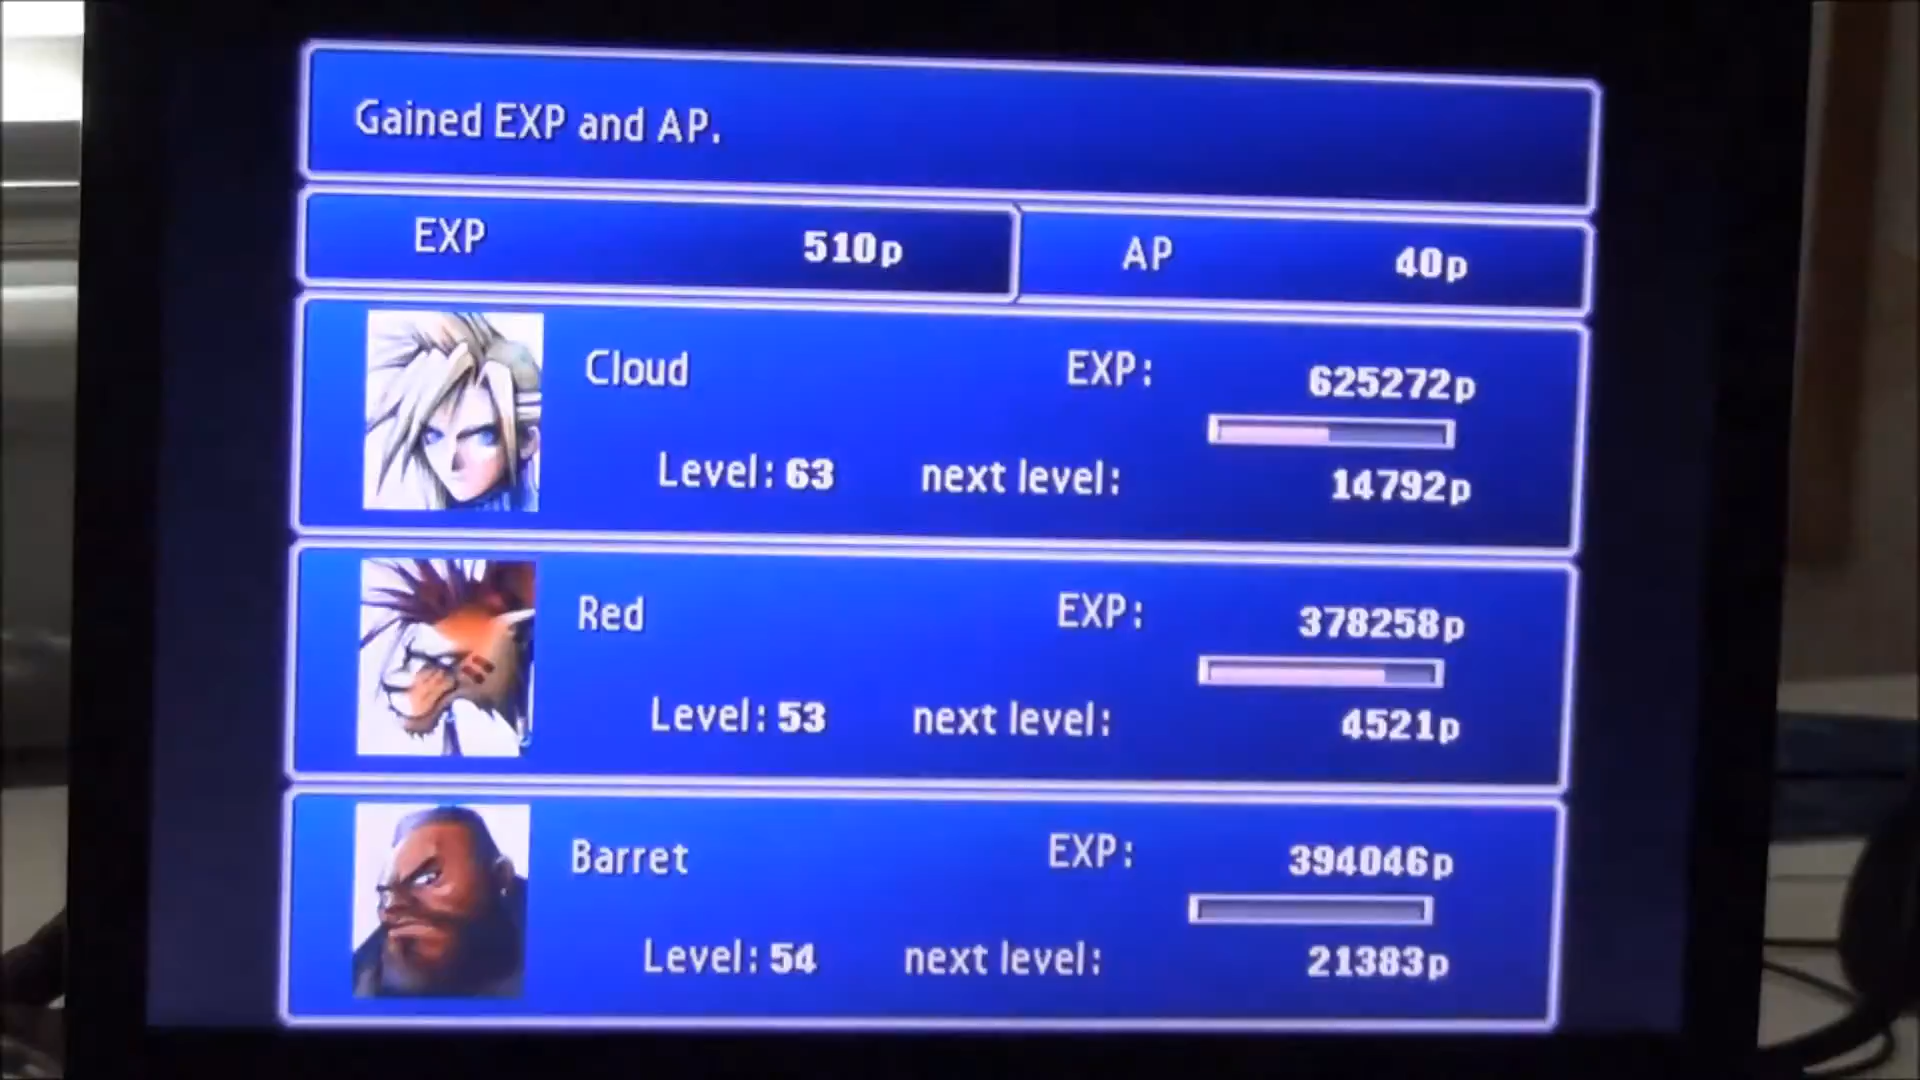 Gained EXP and AP.
EXP 510p AP 40p
Cloud EXP: 625272p
Level: 63 next level: 14792p
Red EXP: 378258p
Level: 53 next level: 4521p
Barret EXP: 394046p
Level: 54 next level: 21383p